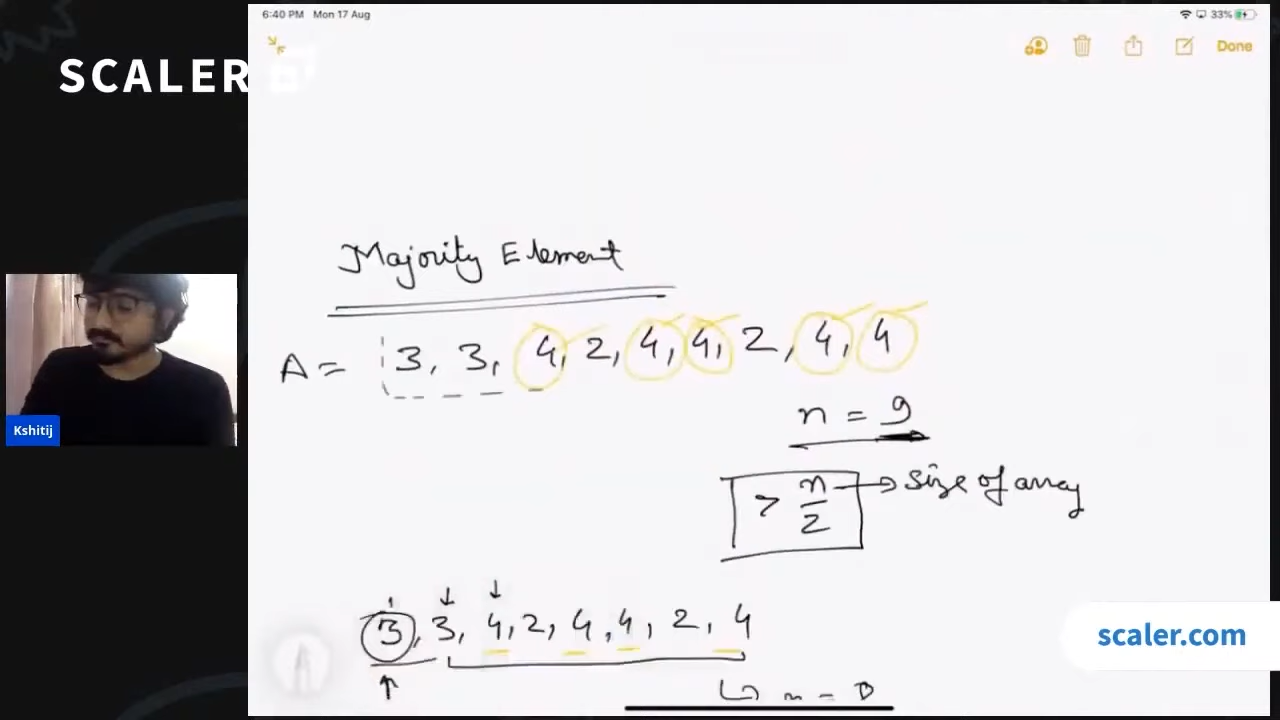 6:40 PM Mon 17 Aug
33%
Done
SCALER
Majority Element
A = 3, 3, 4, 2, 4, 4, 2, 4, 4
n = 9
> n/2 → size of array
Kshitij
3, 3, 4, 2, 4, 4, 2, 4
scaler.com
n = 8